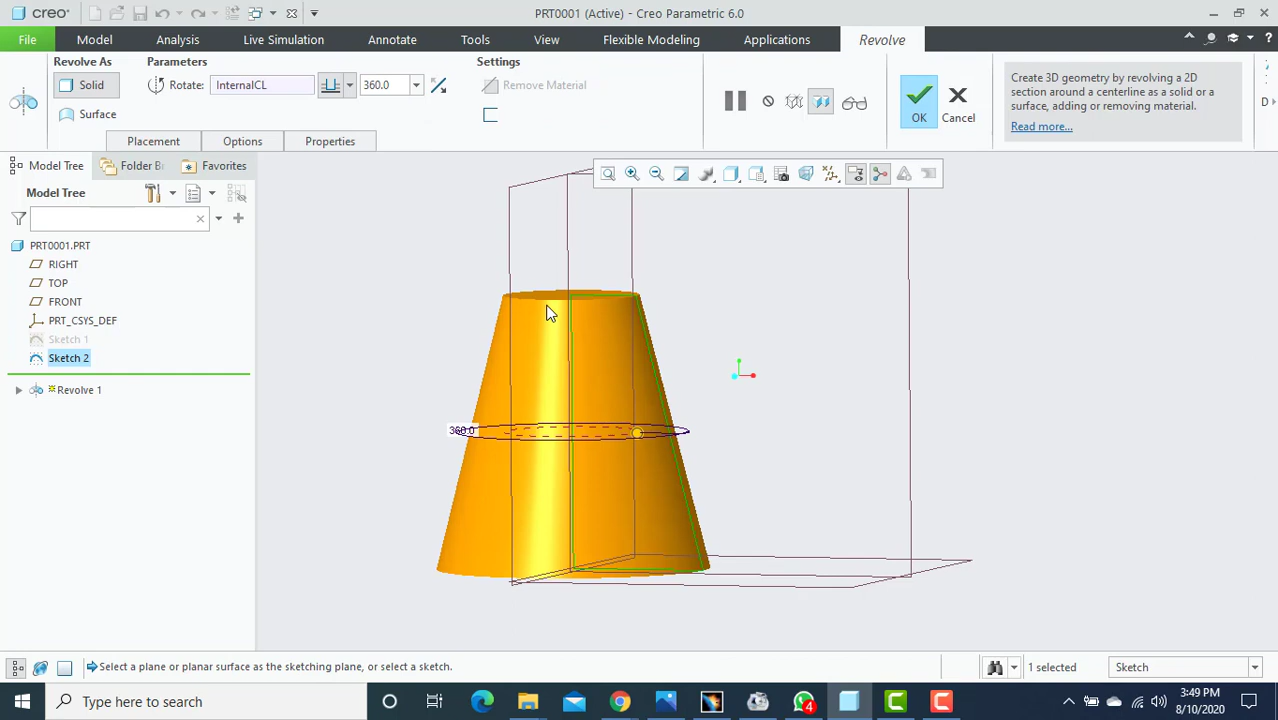 creo
PRT0001 (Active) - Creo Parametric 6.0
File
Model
Analysis
Live Simulation
Annotate
Tools
View
Flexible Modeling
Applications
Revolve
Revolve As
Parameters
Settings
Solid
Rotate:
InternalCL
360.0
Remove Material
Surface
OK
Cancel
Create 3D geometry by revolving a 2D
section around a centerline as a solid or a
surface, adding or removing material.
Read more...
D
Placement
Options
Properties
Model Tree
Folder B
Favorites
Model Tree
PRT0001.PRT
RIGHT
TOP
FRONT
PRT_CSYS_DEF
Sketch 1
Sketch 2
Revolve 1
360.0
Select a plane or planar surface as the sketching plane, or select a sketch.
1 selected
Sketch
Type here to search
4
3:49 PM
8/10/2020